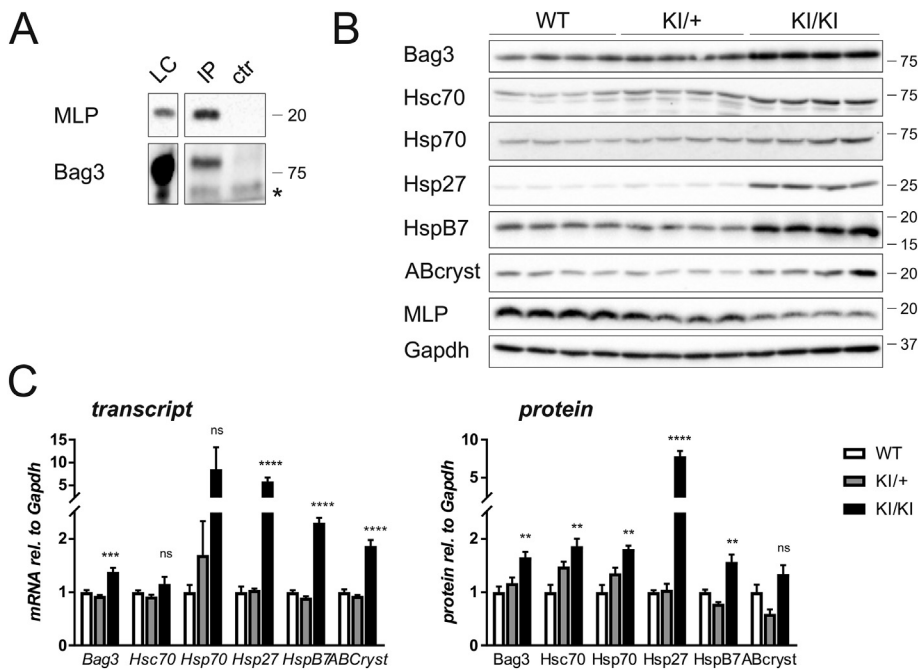 A
LC IP ctr
MLP
20
Bag3
75
*
B
WT KI/+ KI/KI
Bag3
75
Hsc70
75
Hsp70
75
Hsp27
25
HspB7
20
15
ABcryst
20
MLP
20
Gapdh
37
C
transcript
mRNA rel. to Gapdh
15
10
5
2
1
0
***
ns
ns
****
****
****
Bag3 Hsc70 Hsp70 Hsp27 HspB7 ABCryst
protein
protein rel. to Gapdh
10
5
2
1
0
**
**
**
****
**
ns
Bag3 Hsc70 Hsp70 Hsp27 HspB7 ABCryst
WT
KI/+
KI/KI